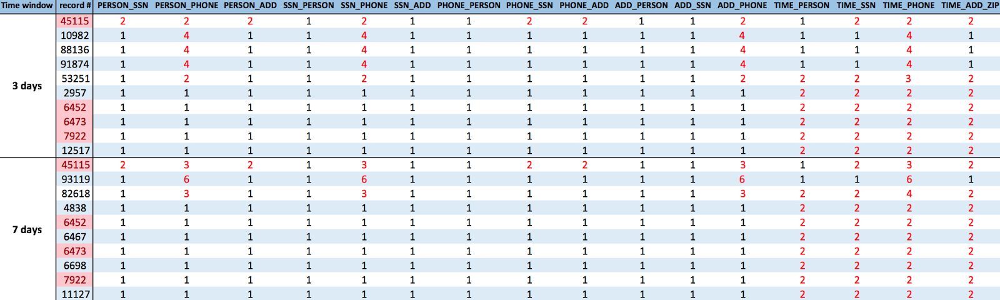 Time window record # PERSON_SSN PERSON_PHONE PERSON_ADD SSN_PERSON SSN_PHONE SSN_ADD PHONE_PERSON PHONE_SSN PHONE_ADD ADD_PERSON ADD_SSN ADD_PHONE TIME_PERSON TIME_SSN TIME_PHONE TIME_ADD_ZIP
45115 2 2 2 1 2 1 1 2 2 1 1 2 1 2 2 2
10982 1 4 1 1 4 1 1 1 1 1 1 4 1 1 4 1
88136 1 4 1 1 4 1 1 1 1 1 1 4 1 1 4 1
91874 1 4 1 1 4 1 1 1 1 1 1 4 1 1 4 1
53251 1 2 1 1 2 1 1 1 1 1 1 2 2 2 3 2
3 days
2957 1 1 1 1 1 1 1 1 1 1 1 1 2 2 2 2
6452 1 1 1 1 1 1 1 1 1 1 1 1 2 2 2 2
6473 1 1 1 1 1 1 1 1 1 1 1 1 2 2 2 2
7922 1 1 1 1 1 1 1 1 1 1 1 1 2 2 2 2
12517 1 1 1 1 1 1 1 1 1 1 1 1 2 2 2 2
45115 2 3 2 1 3 1 1 2 2 1 1 3 1 2 3 2
93119 1 6 1 1 6 1 1 1 1 1 1 6 1 1 6 1
82618 1 3 1 1 3 1 1 1 1 1 1 3 2 2 4 2
4838 1 1 1 1 1 1 1 1 1 1 1 1 2 2 2 2
6452 1 1 1 1 1 1 1 1 1 1 1 1 2 2 2 2
7 days
6467 1 1 1 1 1 1 1 1 1 1 1 1 2 2 2 2
6473 1 1 1 1 1 1 1 1 1 1 1 1 2 2 2 2
6698 1 1 1 1 1 1 1 1 1 1 1 1 2 2 2 2
7922 1 1 1 1 1 1 1 1 1 1 1 1 2 2 2 2
11127 1 1 1 1 1 1 1 1 1 1 1 1 2 2 2 2